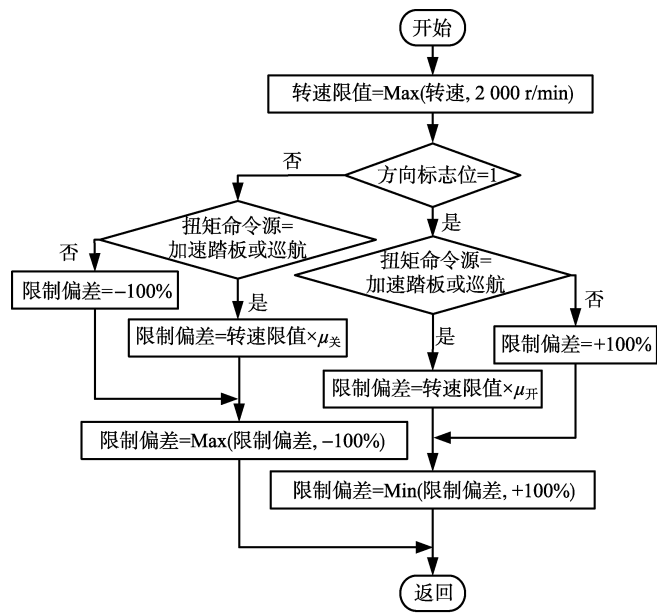 开始
转速限值=Max(转速, 2 000 r/min)
方向标志位=1
否
是
扭矩命令源=
加速踏板或巡航
扭矩命令源=
加速踏板或巡航
否
是
否
是
限制偏差=−100%
限制偏差=转速限值×μ关
限制偏差=+100%
限制偏差=转速限值×μ开
限制偏差=Max(限制偏差, −100%)
限制偏差=Min(限制偏差, +100%)
返回